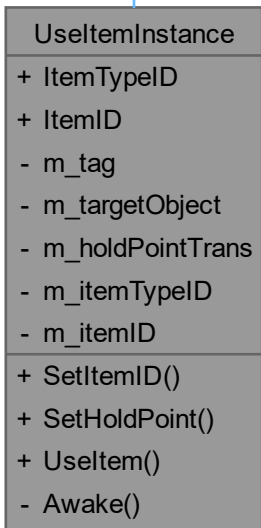 UseItemInstance
+ ItemTypeID
+ ItemID
- m_tag
- m_targetObject
- m_holdPointTrans
- m_itemTypeID
- m_itemID
+ SetItemID()
+ SetHoldPoint()
+ UseItem()
- Awake()